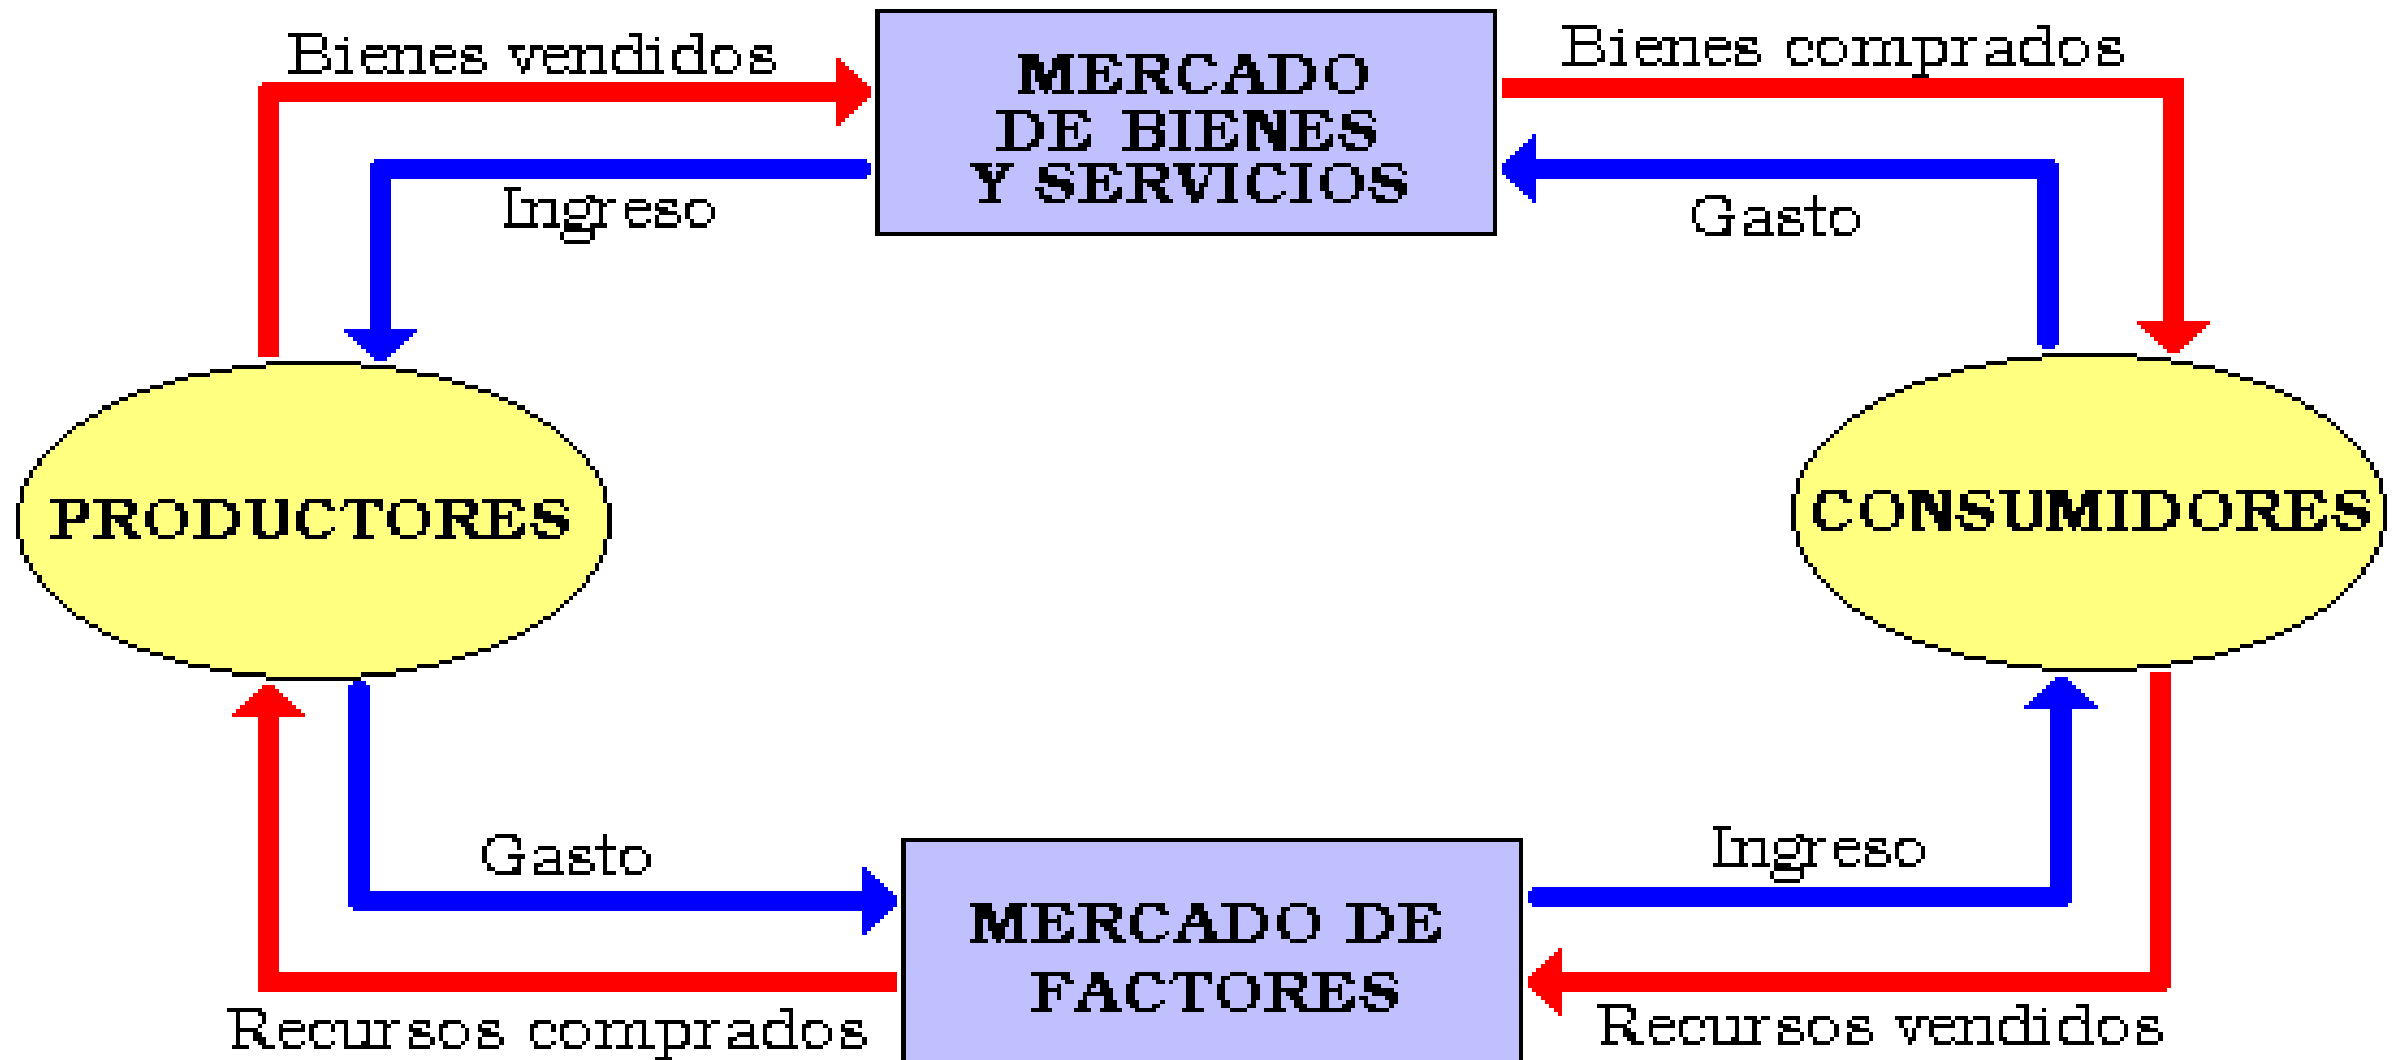 Bienes vendidos
MERCADO
DE BIENES
Y SERVICIOS
Bienes comprados
Ingreso
Gasto
PRODUCTORES
CONSUMIDORES
Gasto
Ingreso
MERCADO DE
FACTORES
Recursos comprados
Recursos vendidos